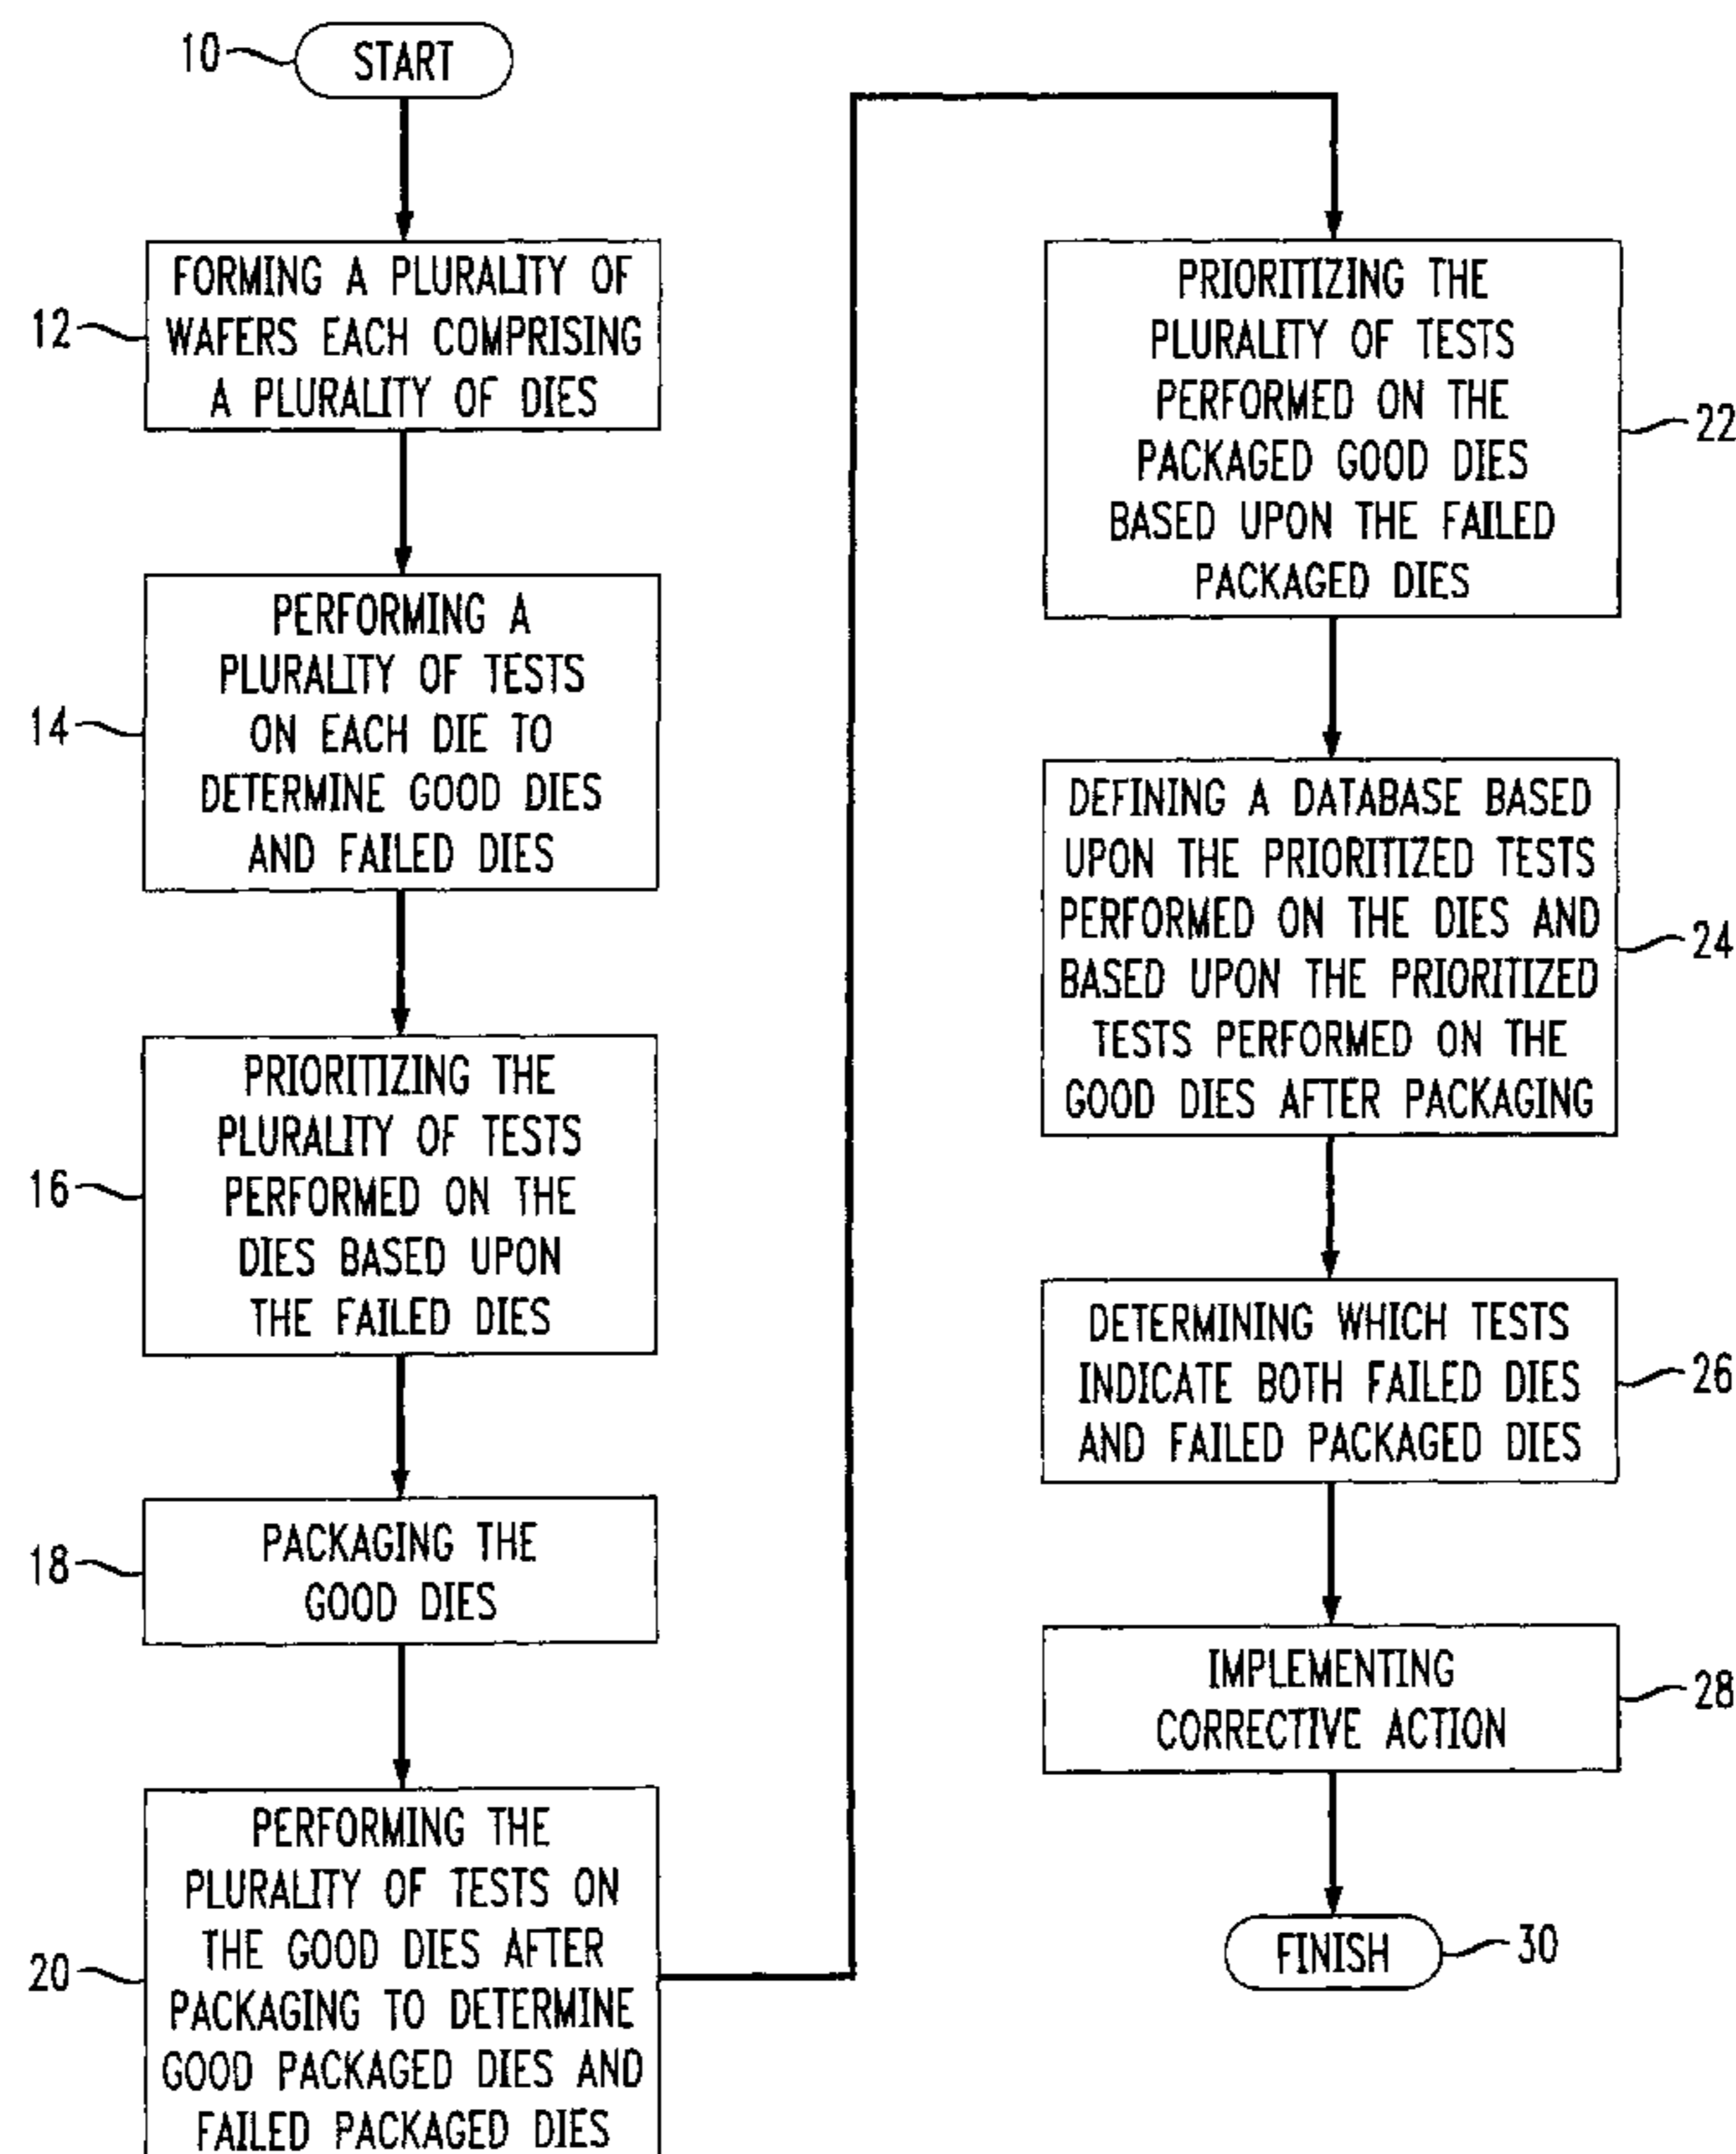 10
START
12
FORMING A PLURALITY OF
WAFERS EACH COMPRISING
A PLURALITY OF DIES
14
PERFORMING A
PLURALITY OF TESTS
ON EACH DIE TO
DETERMINE GOOD DIES
AND FAILED DIES
16
PRIORITIZING THE
PLURALITY OF TESTS
PERFORMED ON THE
DIES BASED UPON
THE FAILED DIES
18
PACKAGING THE
GOOD DIES
20
PERFORMING THE
PLURALITY OF TESTS ON
THE GOOD DIES AFTER
PACKAGING TO DETERMINE
GOOD PACKAGED DIES AND
FAILED PACKAGED DIES
PRIORITIZING THE
PLURALITY OF TESTS
PERFORMED ON THE
PACKAGED GOOD DIES
BASED UPON THE FAILED
PACKAGED DIES
22
DEFINING A DATABASE BASED
UPON THE PRIORITIZED TESTS
PERFORMED ON THE DIES AND
BASED UPON THE PRIORITIZED
TESTS PERFORMED ON THE
GOOD DIES AFTER PACKAGING
24
DETERMINING WHICH TESTS
INDICATE BOTH FAILED DIES
AND FAILED PACKAGED DIES
26
IMPLEMENTING
CORRECTIVE ACTION
28
FINISH
30